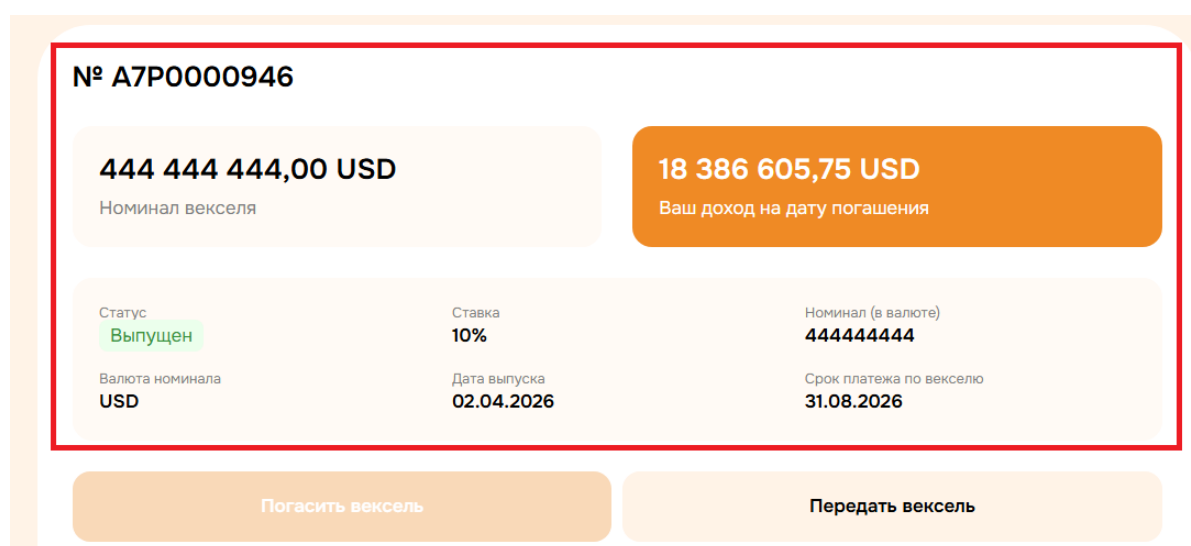 № A7P0000946
444 444 444,00 USD
Номинал векселя
18 386 605,75 USD
Ваш доход на дату погашения
Статус
Выпущен
Ставка
10%
Номинал (в валюте)
444444444
Валюта номинала
USD
Дата выпуска
02.04.2026
Срок платежа по векселю
31.08.2026
Погасить вексель
Передать вексель